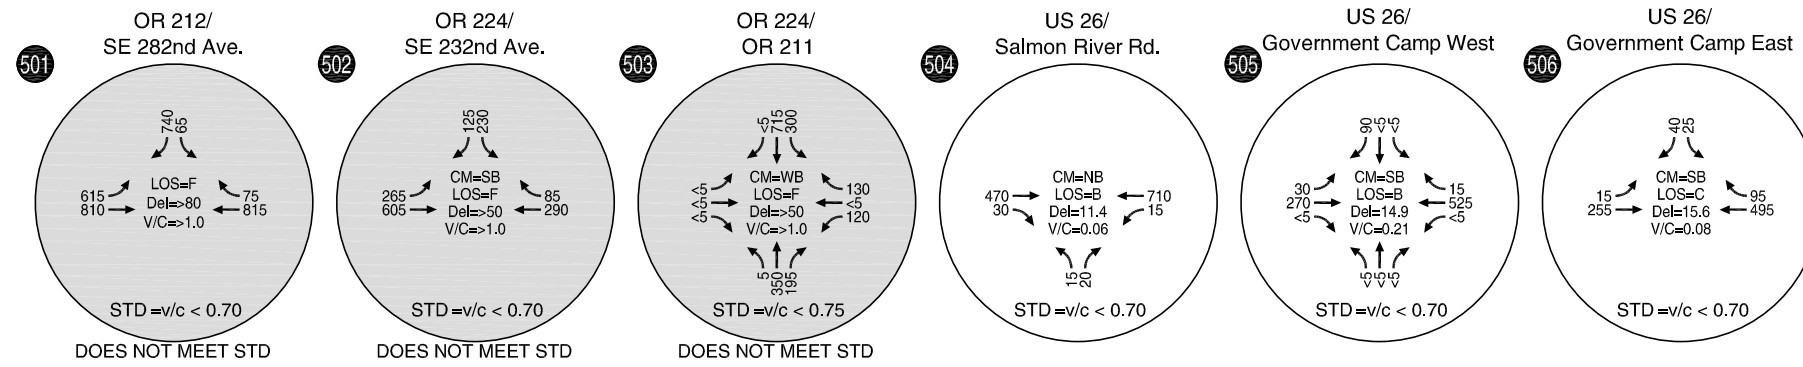 501
OR 212/
SE 282nd Ave.
740
65
615
810
LOS=F
Del=>80
V/C=>1.0
75
815
STD =v/c < 0.70
DOES NOT MEET STD
502
OR 224/
SE 232nd Ave.
125
230
265
605
CM=SB
LOS=F
Del=>50
V/C=>1.0
85
290
STD =v/c < 0.70
DOES NOT MEET STD
503
OR 224/
OR 211
<5
715
300
<5
<5
<5
CM=WB
LOS=F
Del=>50
V/C=>1.0
130
<5
120
5
350
195
STD =v/c < 0.75
DOES NOT MEET STD
504
US 26/
Salmon River Rd.
470
30
CM=NB
LOS=B
Del=11.4
V/C=0.06
710
15
15
20
STD =v/c < 0.70
505
US 26/
Government Camp West
90
<5
<5
30
270
<5
CM=SB
LOS=B
Del=14.9
V/C=0.21
15
525
<5
<5
<5
<5
STD =v/c < 0.70
506
US 26/
Government Camp East
40
25
15
255
CM=SB
LOS=C
Del=15.6
V/C=0.08
95
495
STD =v/c < 0.70